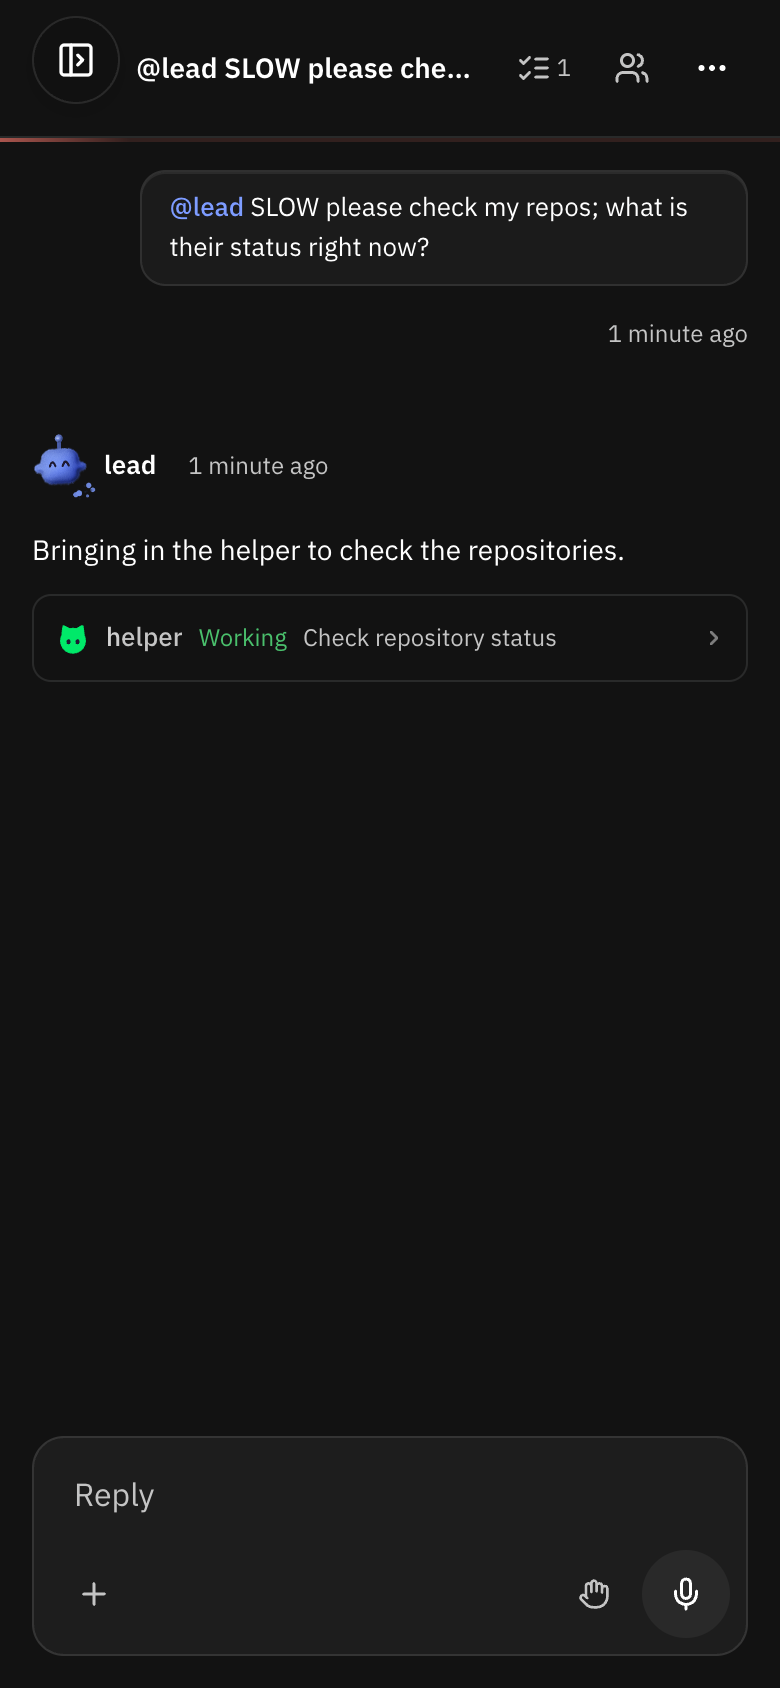 @lead SLOW please che...
1
@lead SLOW please check my repos; what is
their status right now?
1 minute ago
lead 1 minute ago
Bringing in the helper to check the repositories.
helper Working Check repository status
Reply